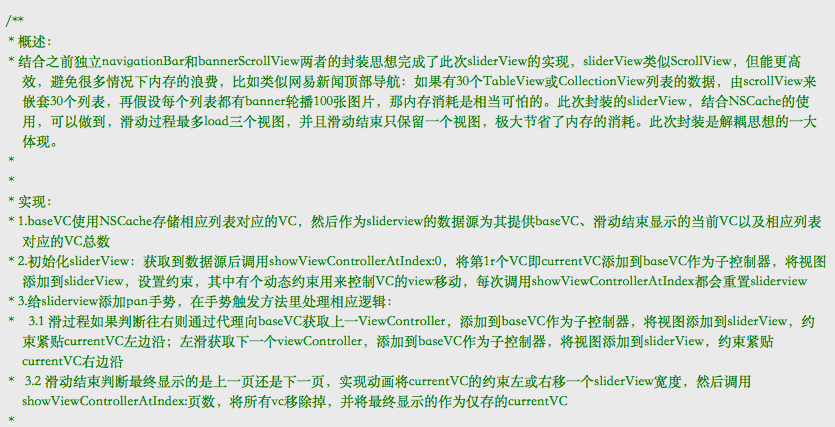 /**
* 概述:
* 结合之前独立navigationBar和bannerScrollView两者的封装思想完成了此次sliderView的实现，sliderView类似ScrollView，但能更高
效，避免很多情况下内存的浪费，比如类似网易新闻顶部导航：如果有30个TableView或CollectionView列表的数据，由scrollView来
嵌套30个列表，再假设每个列表都有banner轮播100张图片，那内存消耗是相当可怕的。此次封装的sliderView，结合NSCache的使
用，可以做到，滑动过程最多load三个视图，并且滑动结束只保留一个视图，极大节省了内存的消耗。此次封装是解耦思想的一大
体现。
*
*
* 实现:
* 1.baseVC使用NSCache存储相应列表对应的VC，然后作为sliderview的数据源为其提供baseVC、滑动结束显示的当前VC以及相应列表
对应的VC总数
* 2.初始化sliderView：获取到数据源后调用showViewControllerAtIndex:0，将第1r个VC即currentVC添加到baseVC作为子控制器，将视图
添加到sliderView，设置约束，其中有个动态约束用来控制VC的view移动，每次调用showViewControllerAtIndex都会重置sliderview
* 3.给sliderview添加pan手势，在手势触发方法里处理相应逻辑：
* 3.1 滑过程如果判断往右则通过代理向baseVC获取上一ViewController，添加到baseVC作为子控制器，将视图添加到sliderView，约
束紧贴currentVC左边沿；左滑获取下一个viewController，添加到baseVC作为子控制器，将视图添加到sliderView，约束紧贴
currentVC右边沿
* 3.2 滑动结束判断最终显示的是上一页还是下一页，实现动画将currentVC的约束左或右移一个sliderView宽度，然后调用
showViewControllerAtIndex:页数，将所有vc移除掉，并将最终显示的作为仅存的currentVC
*